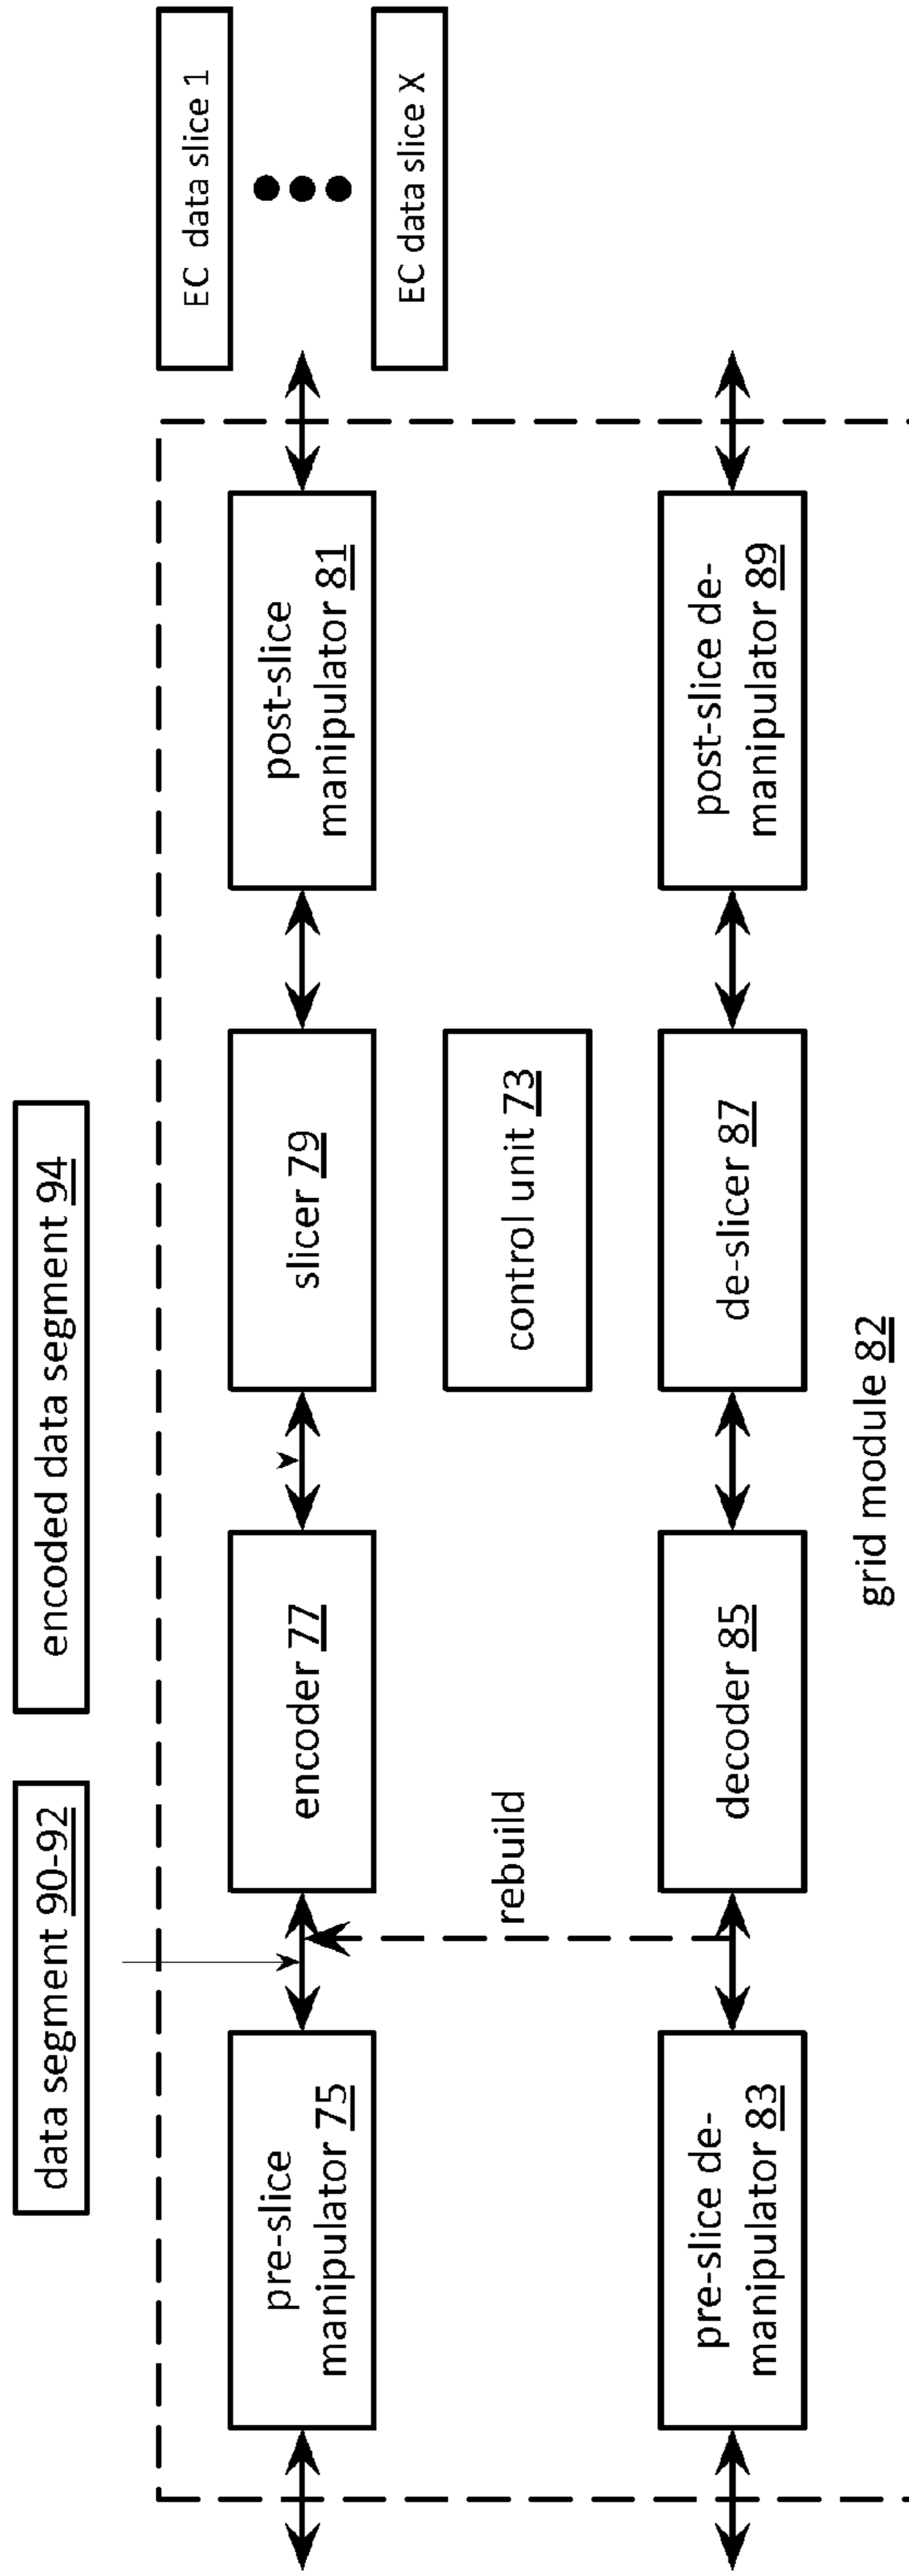 data segment 90-92
encoded data segment 94
EC data slice 1
EC data slice X
pre-slice
manipulator 75
encoder 77
slicer 79
post-slice
manipulator 81
rebuild
control unit 73
pre-slice de-
manipulator 83
decoder 85
de-slicer 87
post-slice de-
manipulator 89
grid module 82